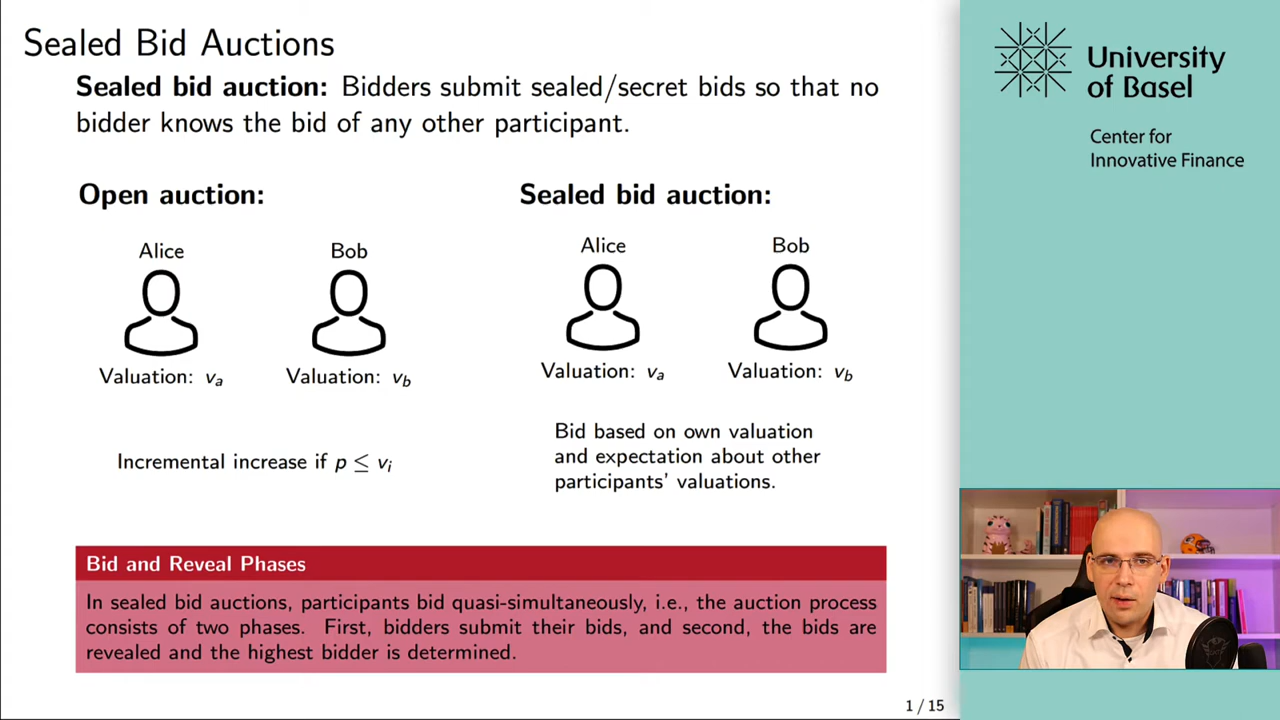 Sealed Bid Auctions
Sealed bid auction: Bidders submit sealed/secret bids so that no
bidder knows the bid of any other participant.
Open auction:
Alice
Bob
Valuation: vₐ
Valuation: v_b
Incremental increase if p ≤ vᵢ
Sealed bid auction:
Alice
Bob
Valuation: vₐ
Valuation: v_b
Bid based on own valuation
and expectation about other
participants' valuations.
Bid and Reveal Phases
In sealed bid auctions, participants bid quasi-simultaneously, i.e., the auction process
consists of two phases. First, bidders submit their bids, and second, the bids are
revealed and the highest bidder is determined.
1 / 15
University
of Basel
Center for
Innovative Finance